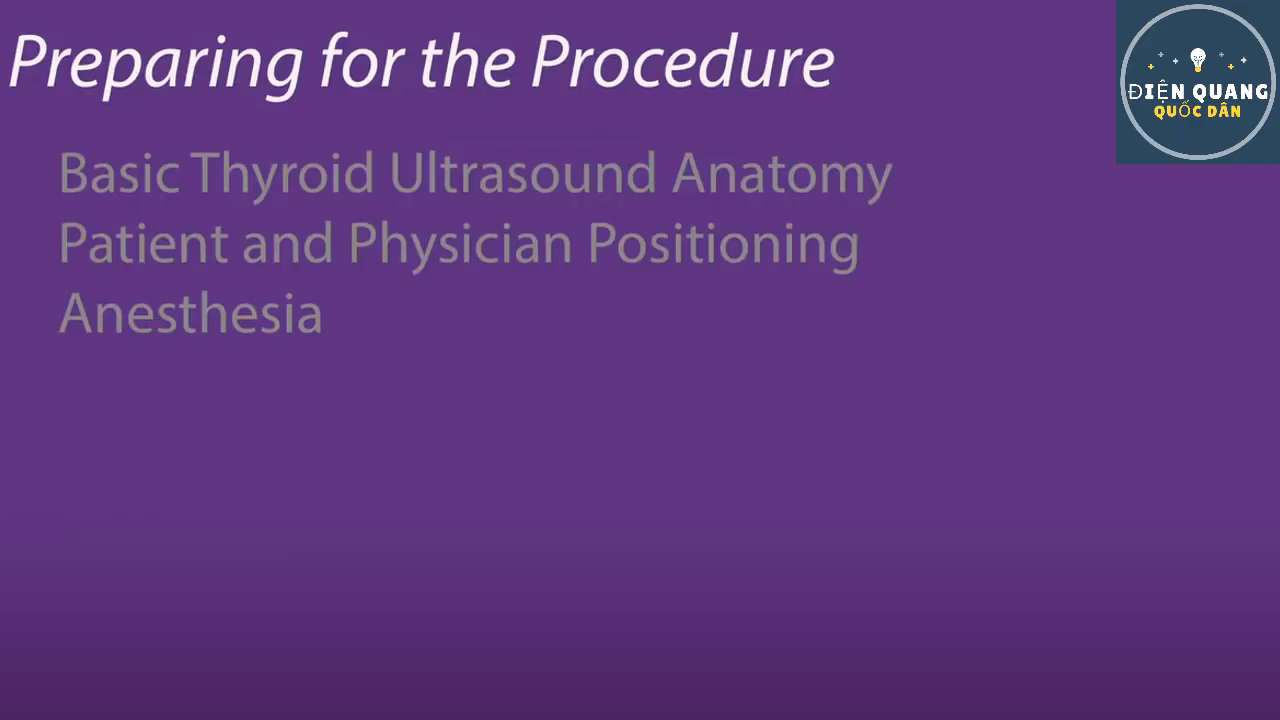 Preparing for the Procedure
ĐIỆN QUANG
QUỐC DÂN
Basic Thyroid Ultrasound Anatomy
Patient and Physician Positioning
Anesthesia